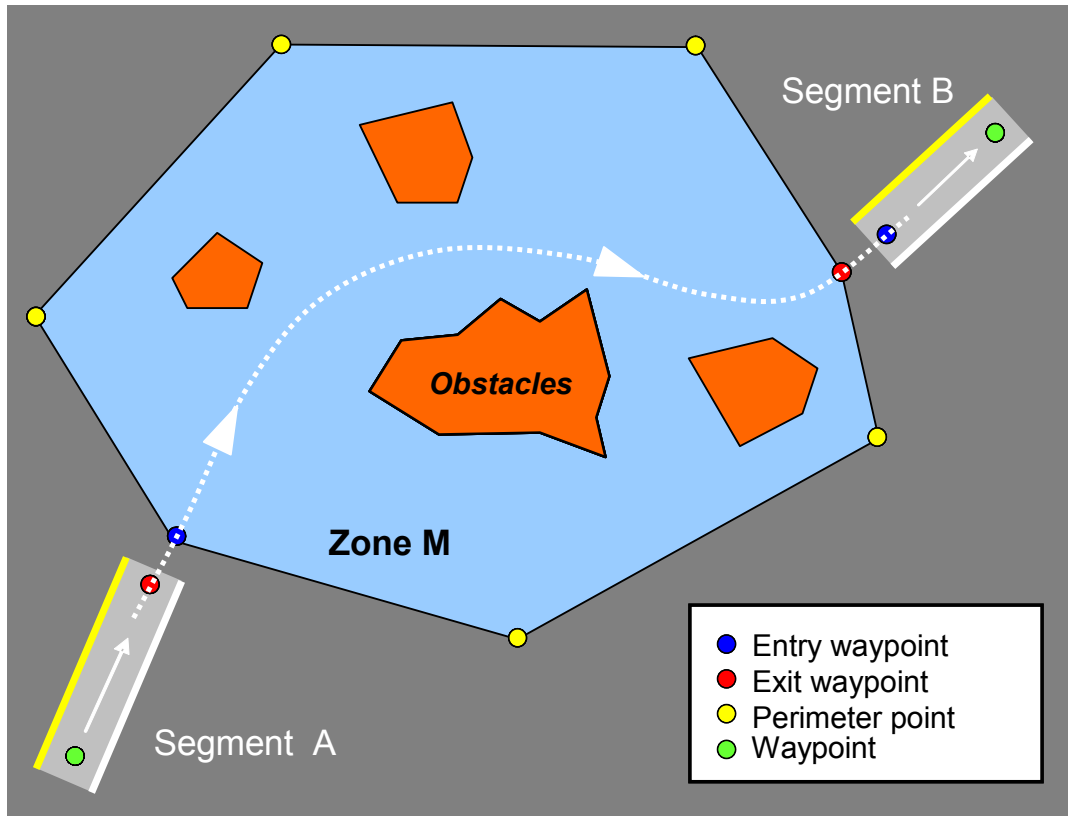 Segment B
Obstacles
Zone M
Segment A
Entry waypoint
Exit waypoint
Perimeter point
Waypoint